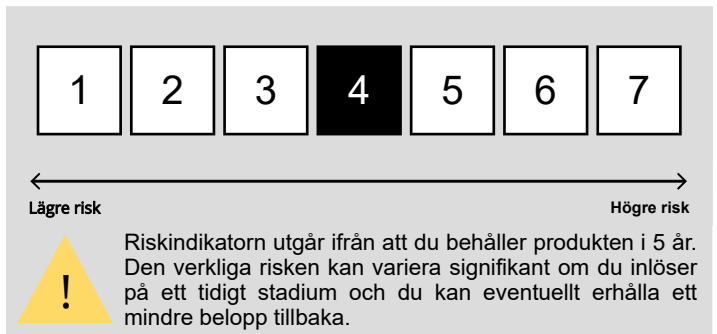 1 2 3 4 5 6 7
Lägre risk Högre risk
! Riskindikatorn utgår ifrån att du behåller produkten i 5 år.
Den verkliga risken kan variera signifikant om du inlöser
på ett tidigt stadium och du kan eventuellt erhålla ett
mindre belopp tillbaka.